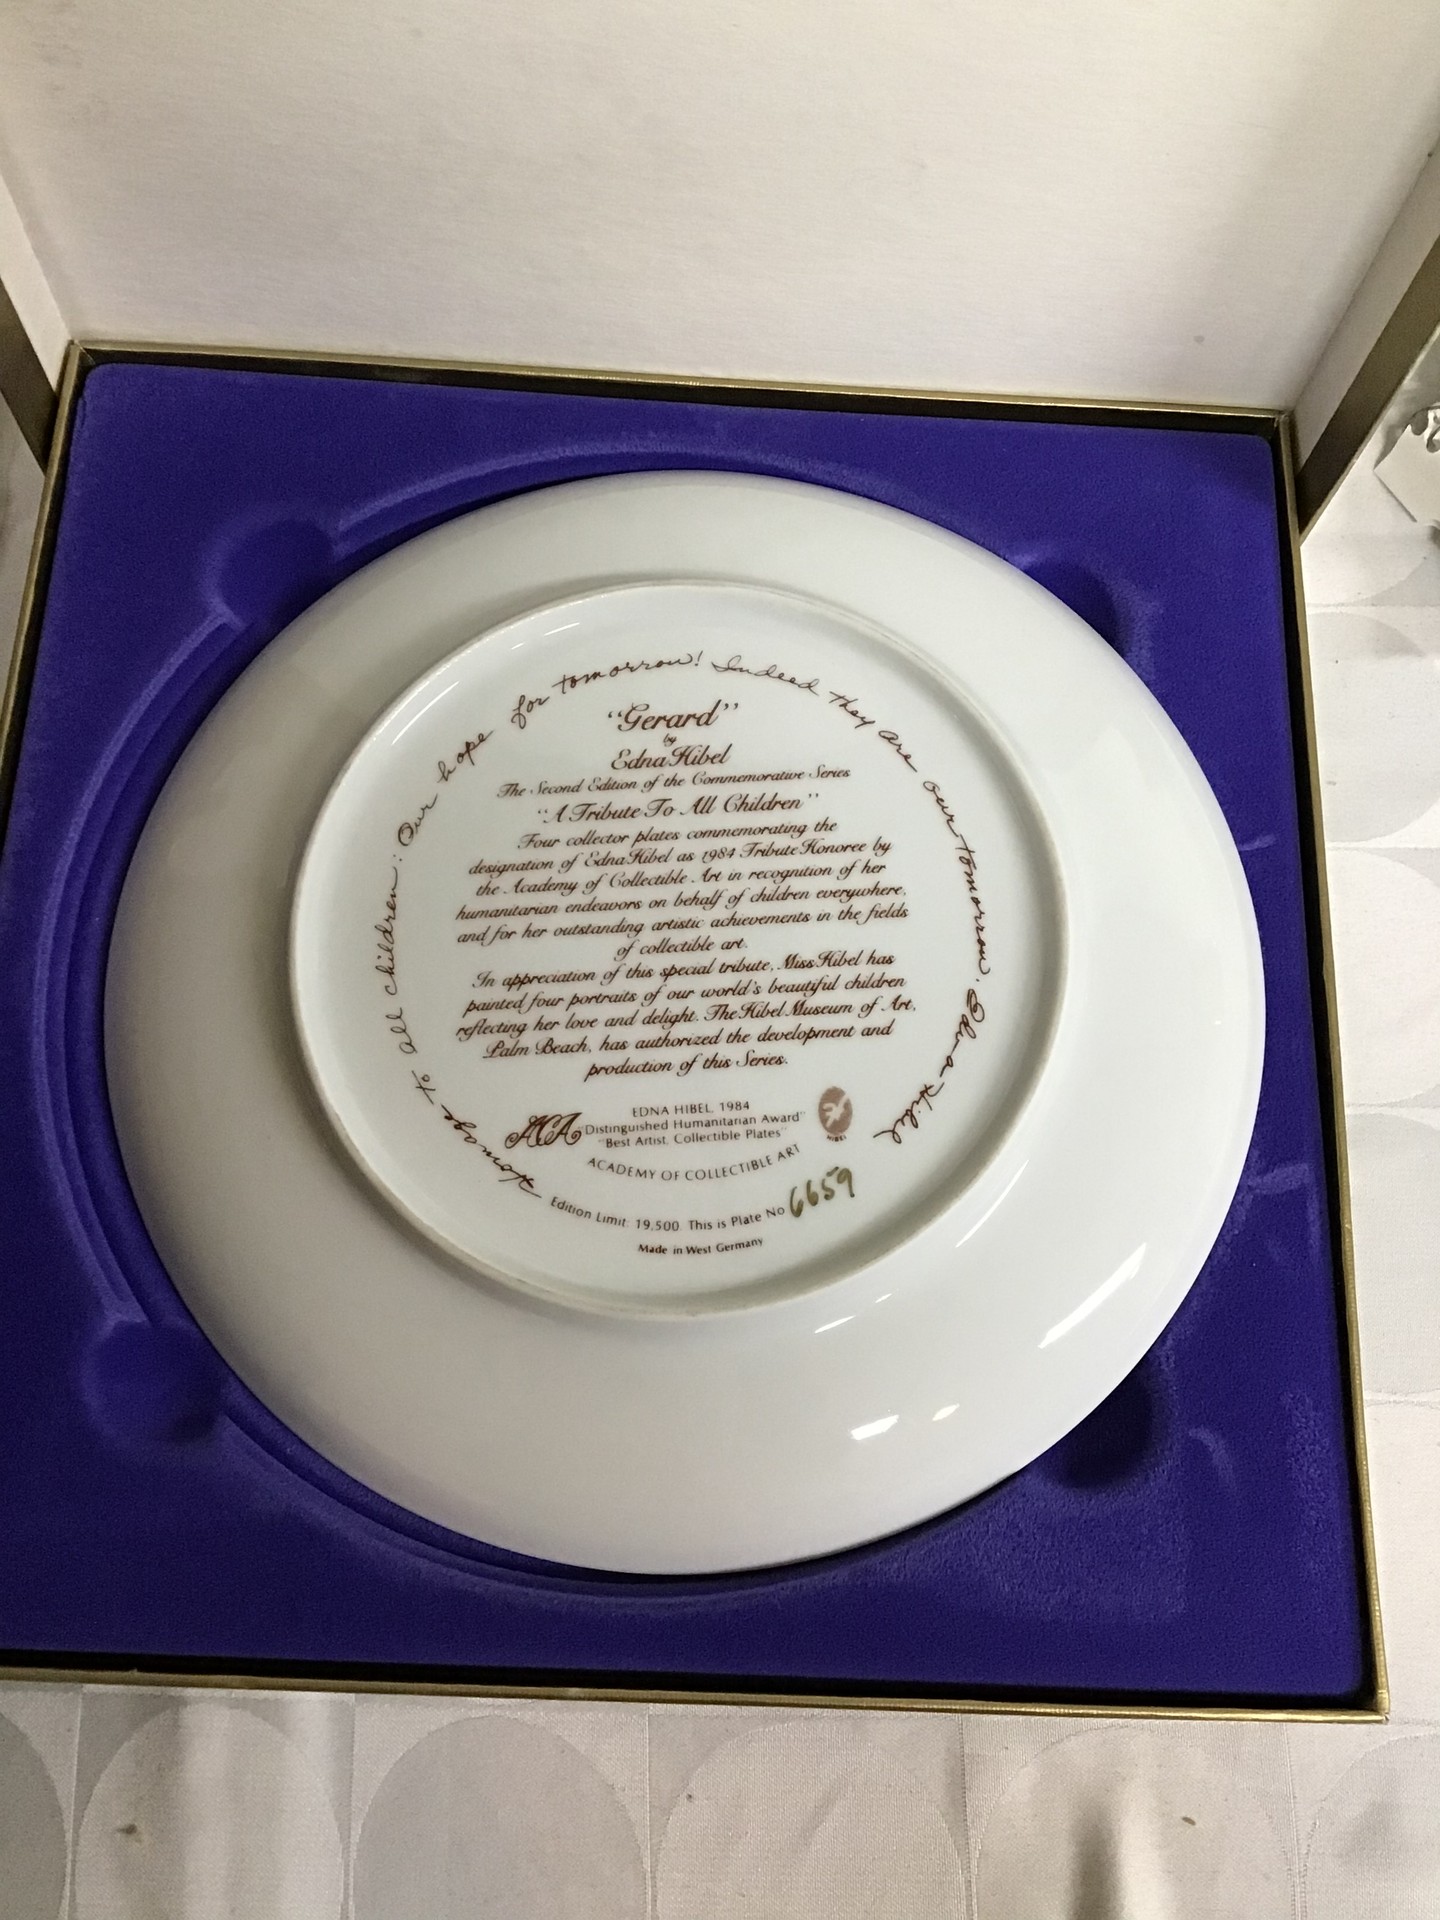 Homage to all children: Our hope for tomorrow! Indeed they are our tomorrow. Edna Hibel
“Gerard”
by
Edna Hibel
The Second Edition of the Commemorative Series
“A Tribute To All Children”
Four collector plates commemorating the
designation of Edna Hibel as 1984 Tribute Honoree by
the Academy of Collectible Art in recognition of her
humanitarian endeavors on behalf of children everywhere,
and for her outstanding artistic achievements in the fields
of collectible art.
In appreciation of this special tribute, Miss Hibel has
painted four portraits of our world's beautiful children
reflecting her love and delight. The Hibel Museum of Art,
Palm Beach, has authorized the development and
production of this Series.
ACA
EDNA HIBEL, 1984
"Distinguished Humanitarian Award"
"Best Artist, Collectible Plates"
HIBEL
ACADEMY OF COLLECTIBLE ART
Edition Limit: 19,500. This is Plate No 6659
Made in West Germany